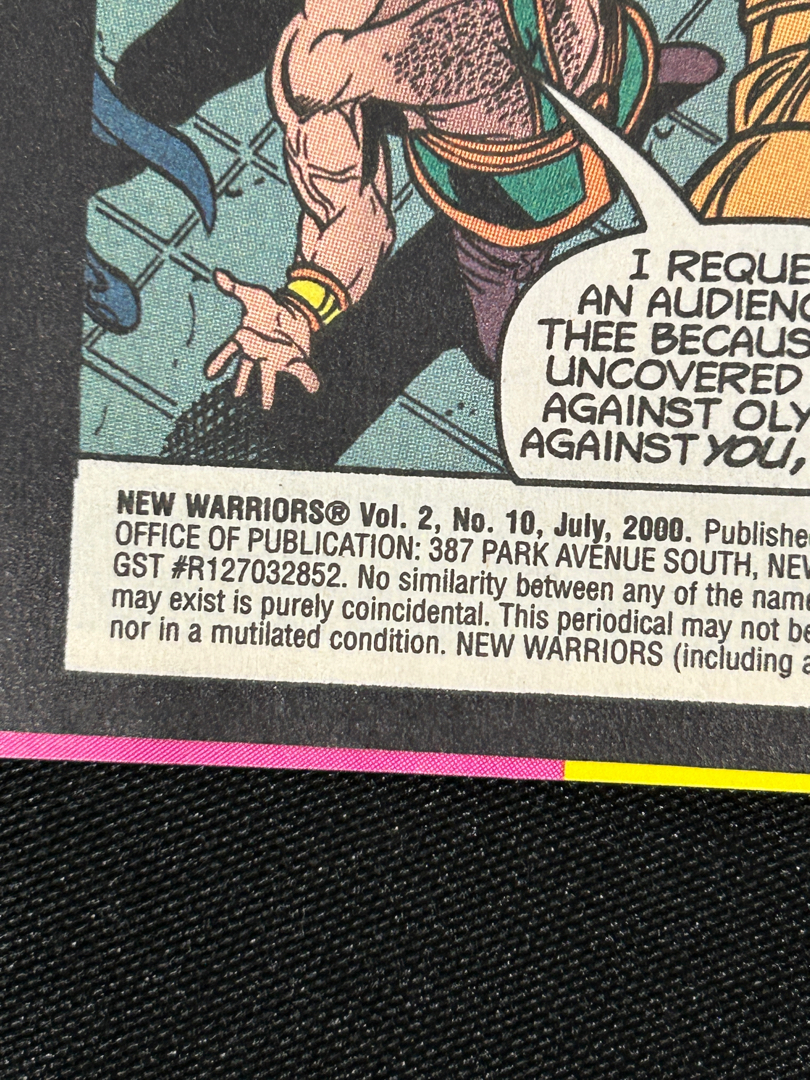 I REQUE
AN AUDIENC
THEE BECAUS
UNCOVERED
AGAINST OLY
AGAINST YOU,
NEW WARRIORS® Vol. 2, No. 10, July, 2000. Publishe
OFFICE OF PUBLICATION: 387 PARK AVENUE SOUTH, NEW
GST #R127032852. No similarity between any of the name
may exist is purely coincidental. This periodical may not be
nor in a mutilated condition. NEW WARRIORS (including a